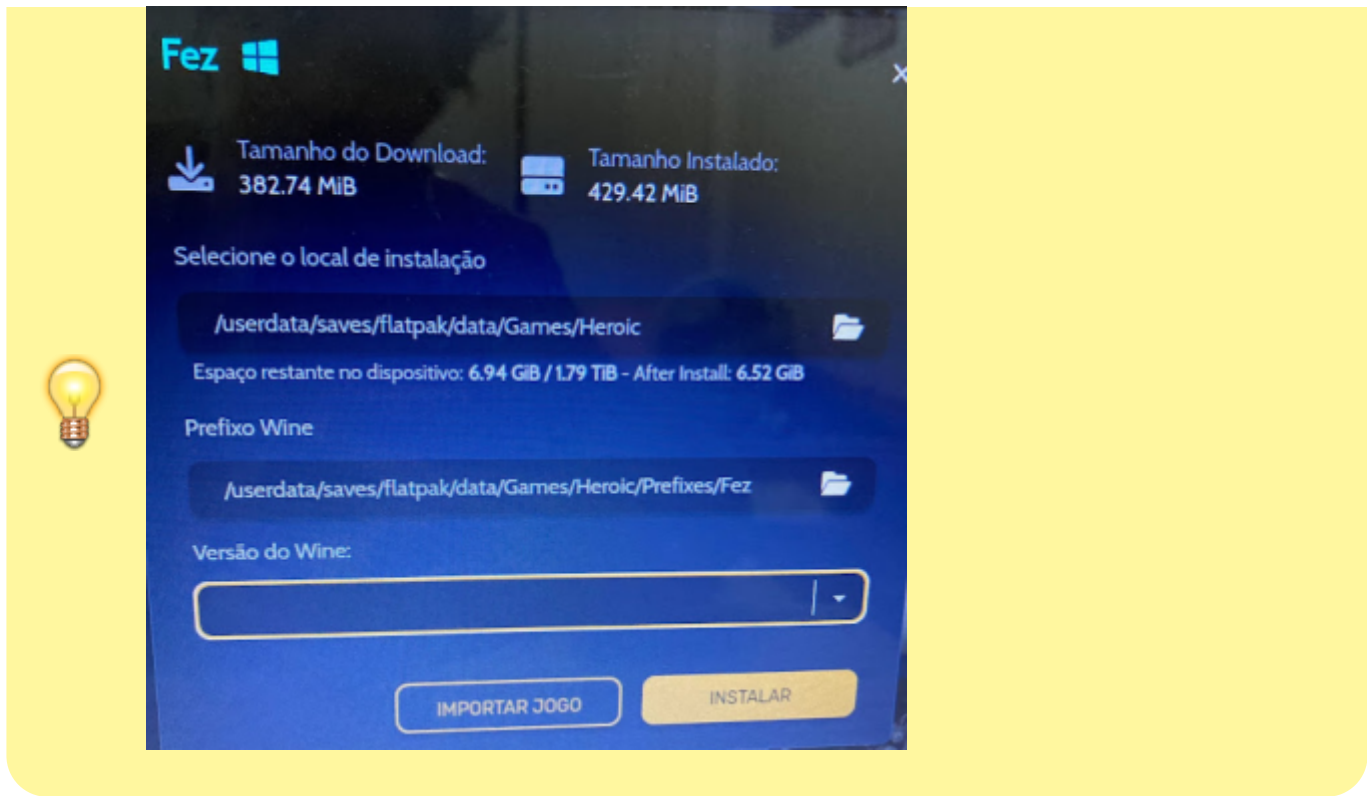 Fez
x
Tamanho do Download:
382.74 MiB
Tamanho Instalado:
429.42 MiB
Selecione o local de instalação
/userdata/saves/flatpak/data/Games/Heroic
Espaço restante no dispositivo: 6.94 GiB / 1.79 TiB - After Install: 6.52 GiB
Prefixo Wine
/userdata/saves/flatpak/data/Games/Heroic/Prefixes/Fez
Versão do Wine:
IMPORTAR JOGO
INSTALAR